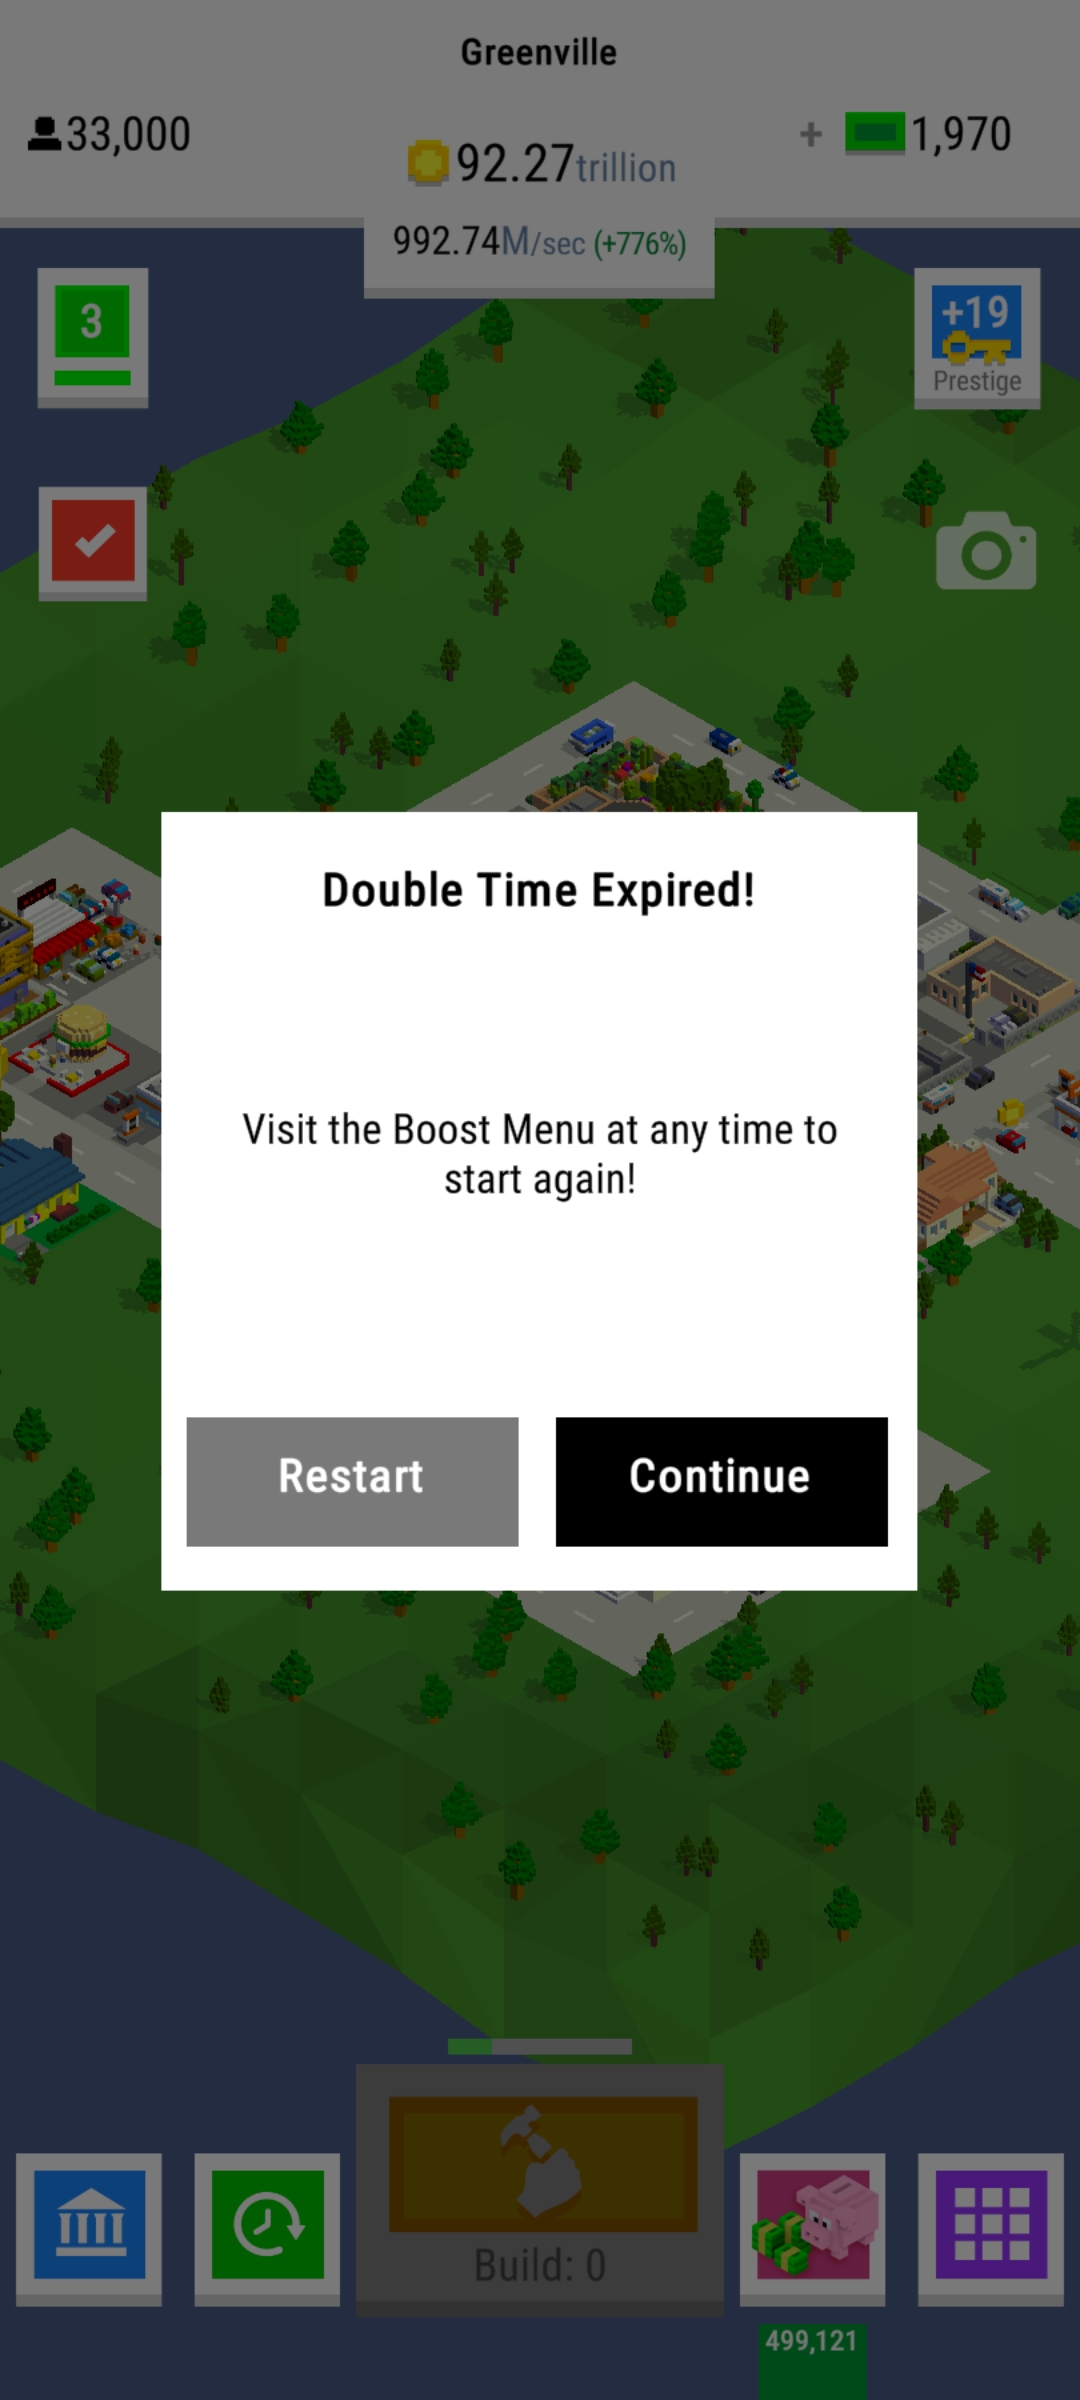 Greenville
33,000
92.27trillion
+ 1,970
992.74M/sec (+776%)
3
+19
Prestige
Double Time Expired!
Visit the Boost Menu at any time to
start again!
Restart
Continue
Build: 0
499,121